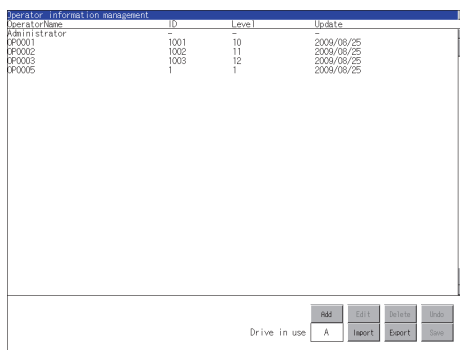 Operator information management
OperatorName ID Level Update
Administrator - - -
OP0001 1001 10 2009/08/25
OP0002 1002 11 2009/08/25
OP0003 1003 12 2009/08/25
OP0005 1 1 2009/08/25
Add Edit Delete Undo
Drive in use A Import Export Save